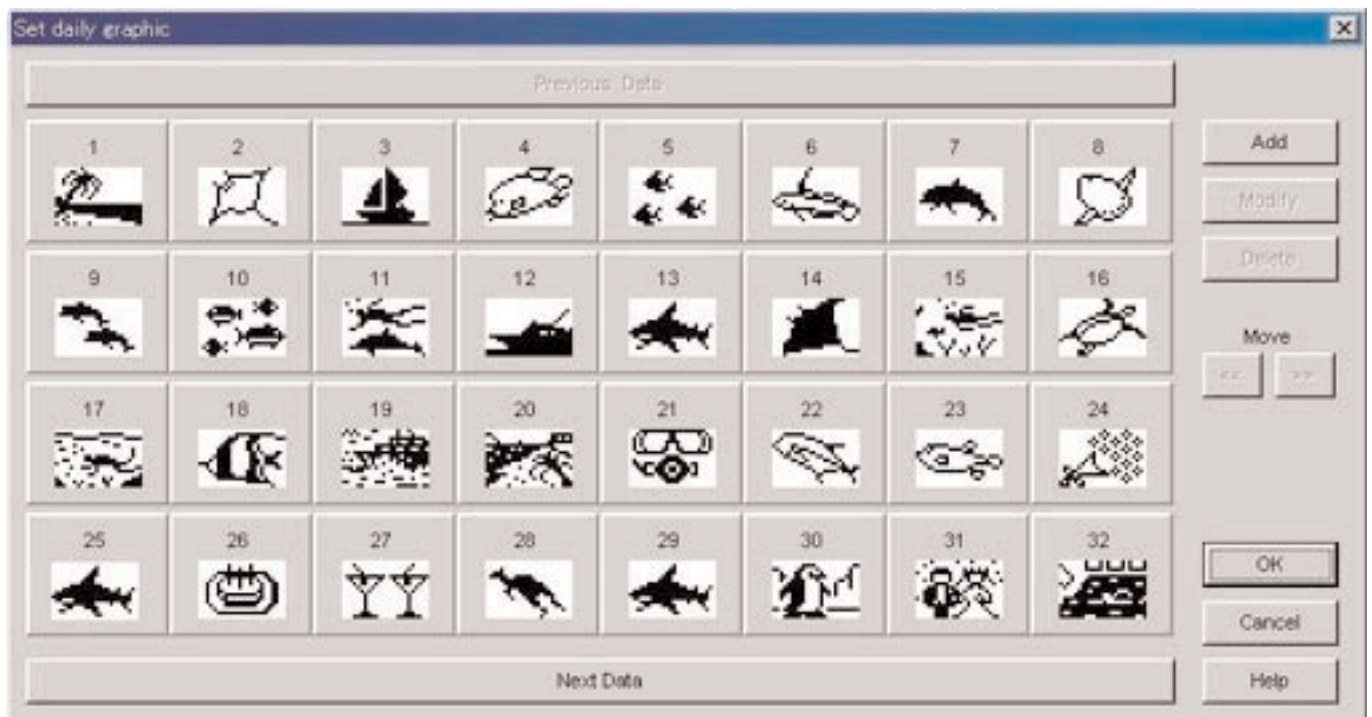 Set daily graphic
Previous Data
1 2 3 4 5 6 7 8
Add
Modify
Delete
9 10 11 12 13 14 15 16
Move
<< >>
17 18 19 20 21 22 23 24
25 26 27 28 29 30 31 32
OK
Cancel
Next Data
Help